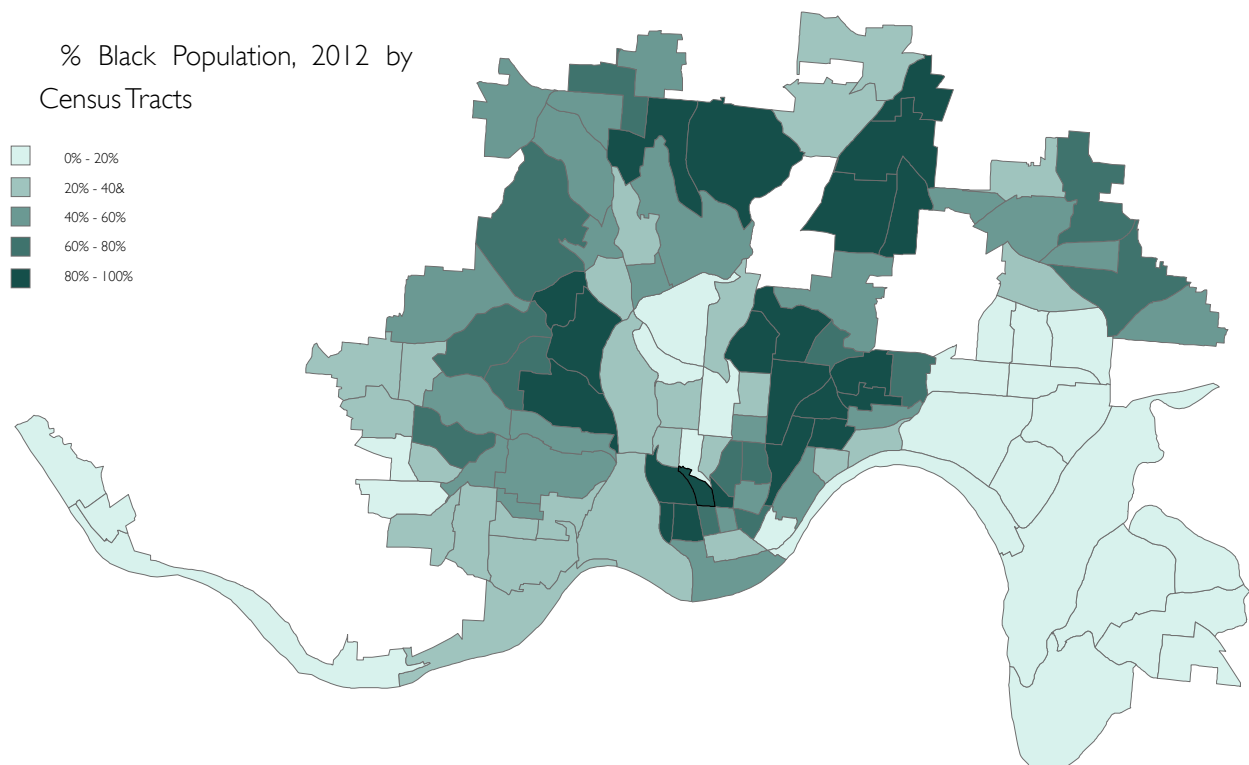 % Black Population, 2012 by
Census Tracts
0% - 20%
20% - 40&
40% - 60%
60% - 80%
80% - 100%